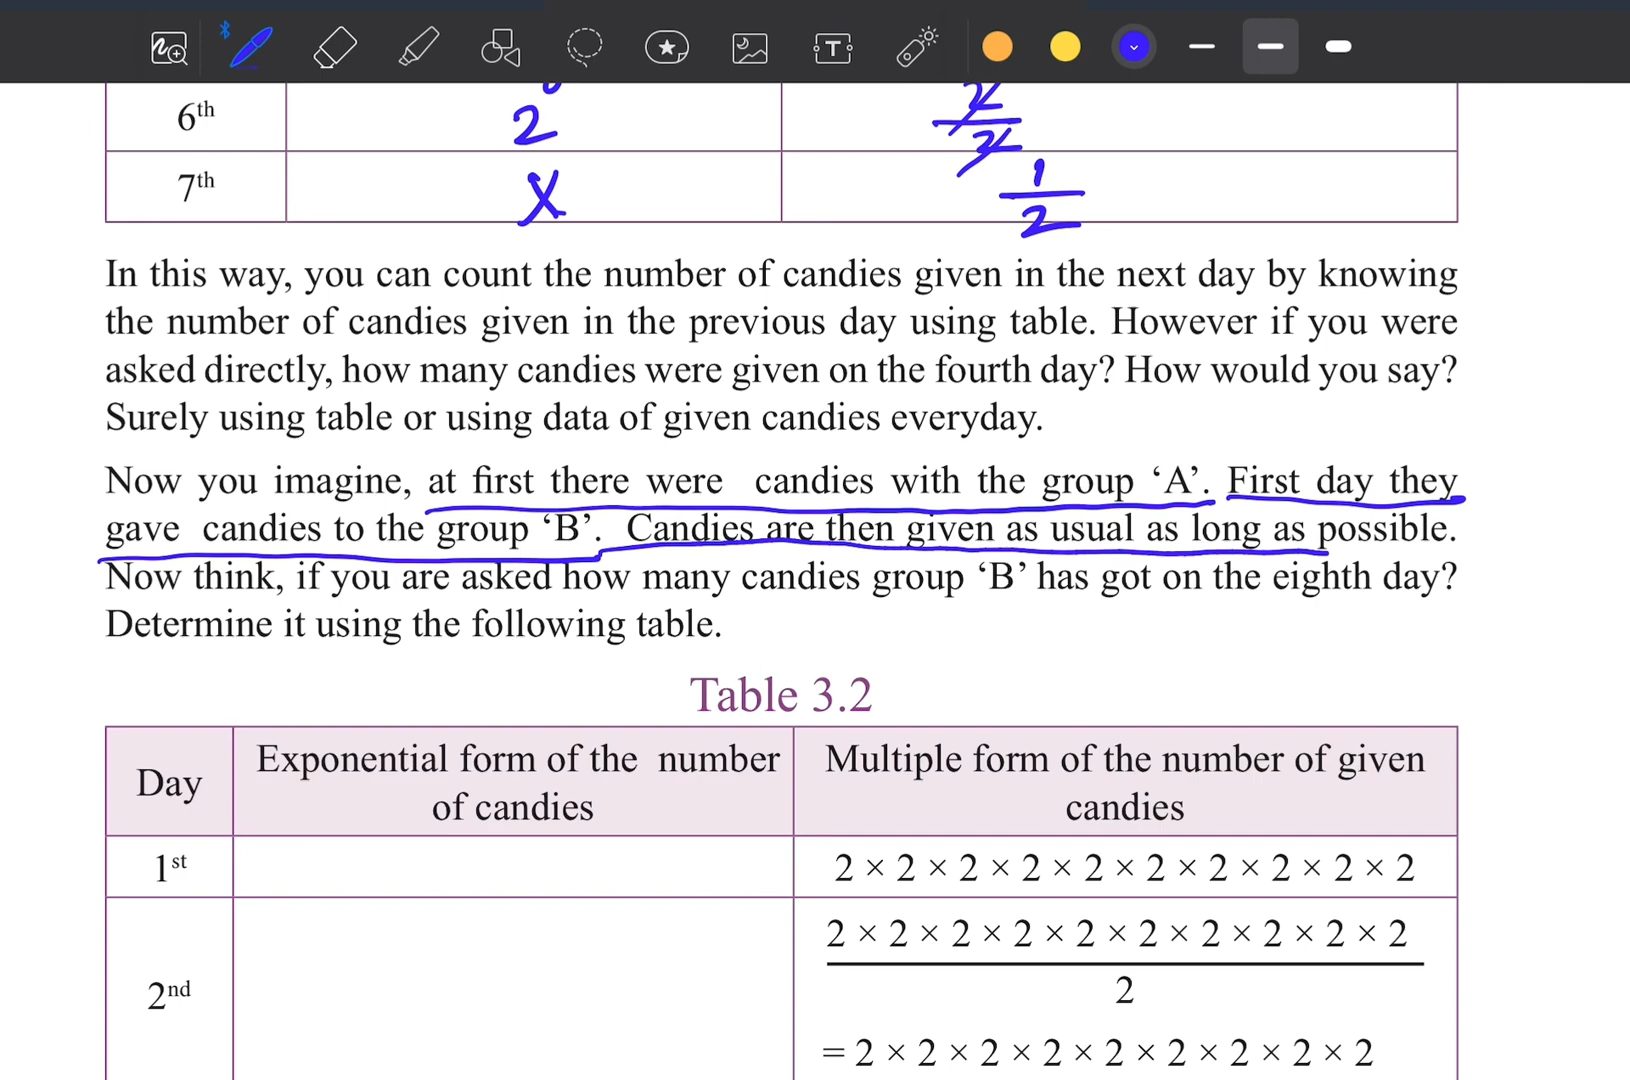 T
6th
2
2
2
7th
X
1
2
In this way, you can count the number of candies given in the next day by knowing
the number of candies given in the previous day using table. However if you were
asked directly, how many candies were given on the fourth day? How would you say?
Surely using table or using data of given candies everyday.
Now you imagine, at first there were candies with the group ‘A’. First day they
gave candies to the group ‘B’. Candies are then given as usual as long as possible.
Now think, if you are asked how many candies group ‘B’ has got on the eighth day?
Determine it using the following table.
Table 3.2
Day
Exponential form of the number
of candies
Multiple form of the number of given
candies
1st
2 × 2 × 2 × 2 × 2 × 2 × 2 × 2 × 2 × 2
2nd
2 × 2 × 2 × 2 × 2 × 2 × 2 × 2 × 2 × 2
2
= 2 × 2 × 2 × 2 × 2 × 2 × 2 × 2 × 2